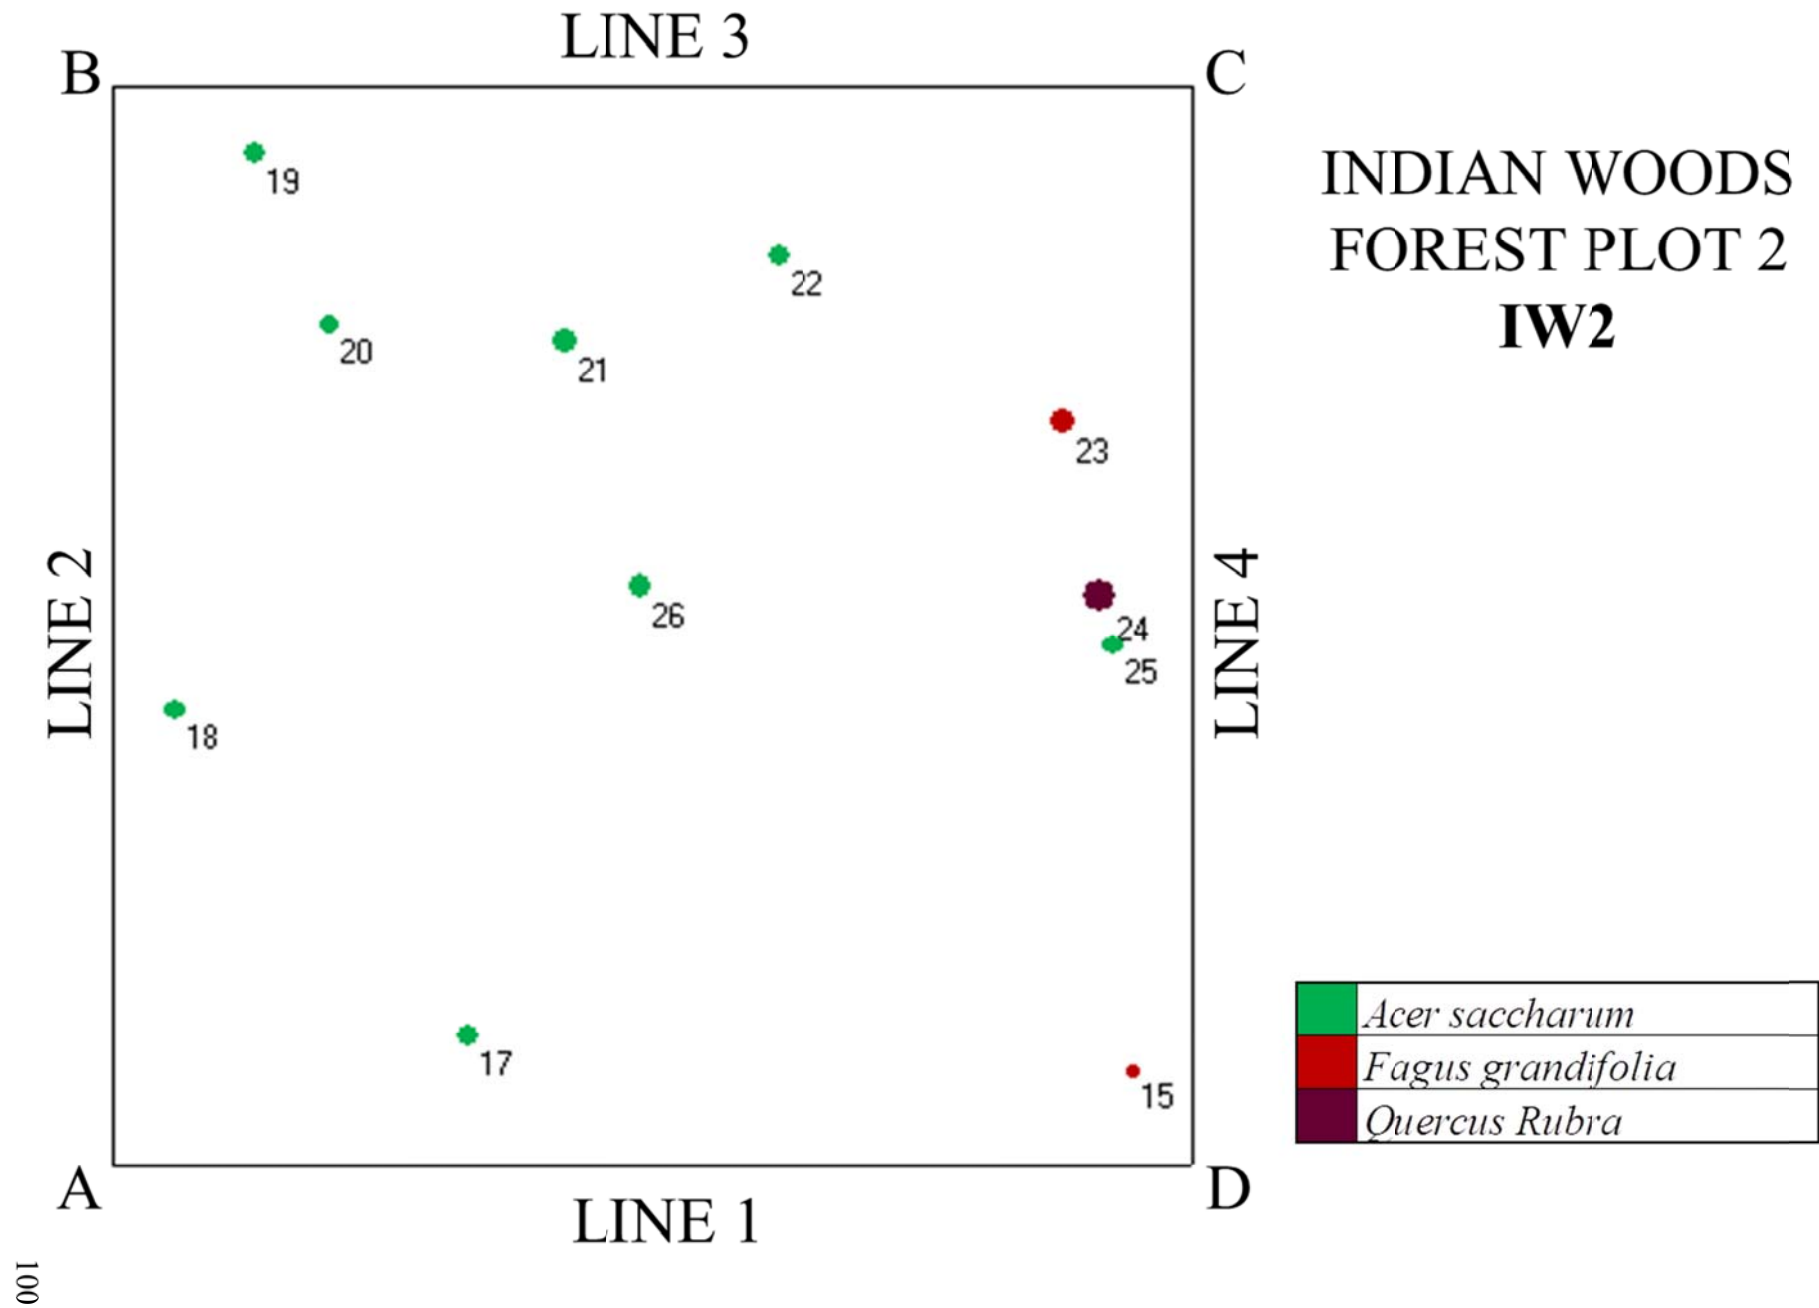 LINE 3
B
C
19
22
20
21
23
26
24
25
18
17
15
LINE 2
LINE 4
A
D
LINE 1
INDIAN WOODS
FOREST PLOT 2
IW2
Acer saccharum
Fagus grandifolia
Quercus Rubra
100